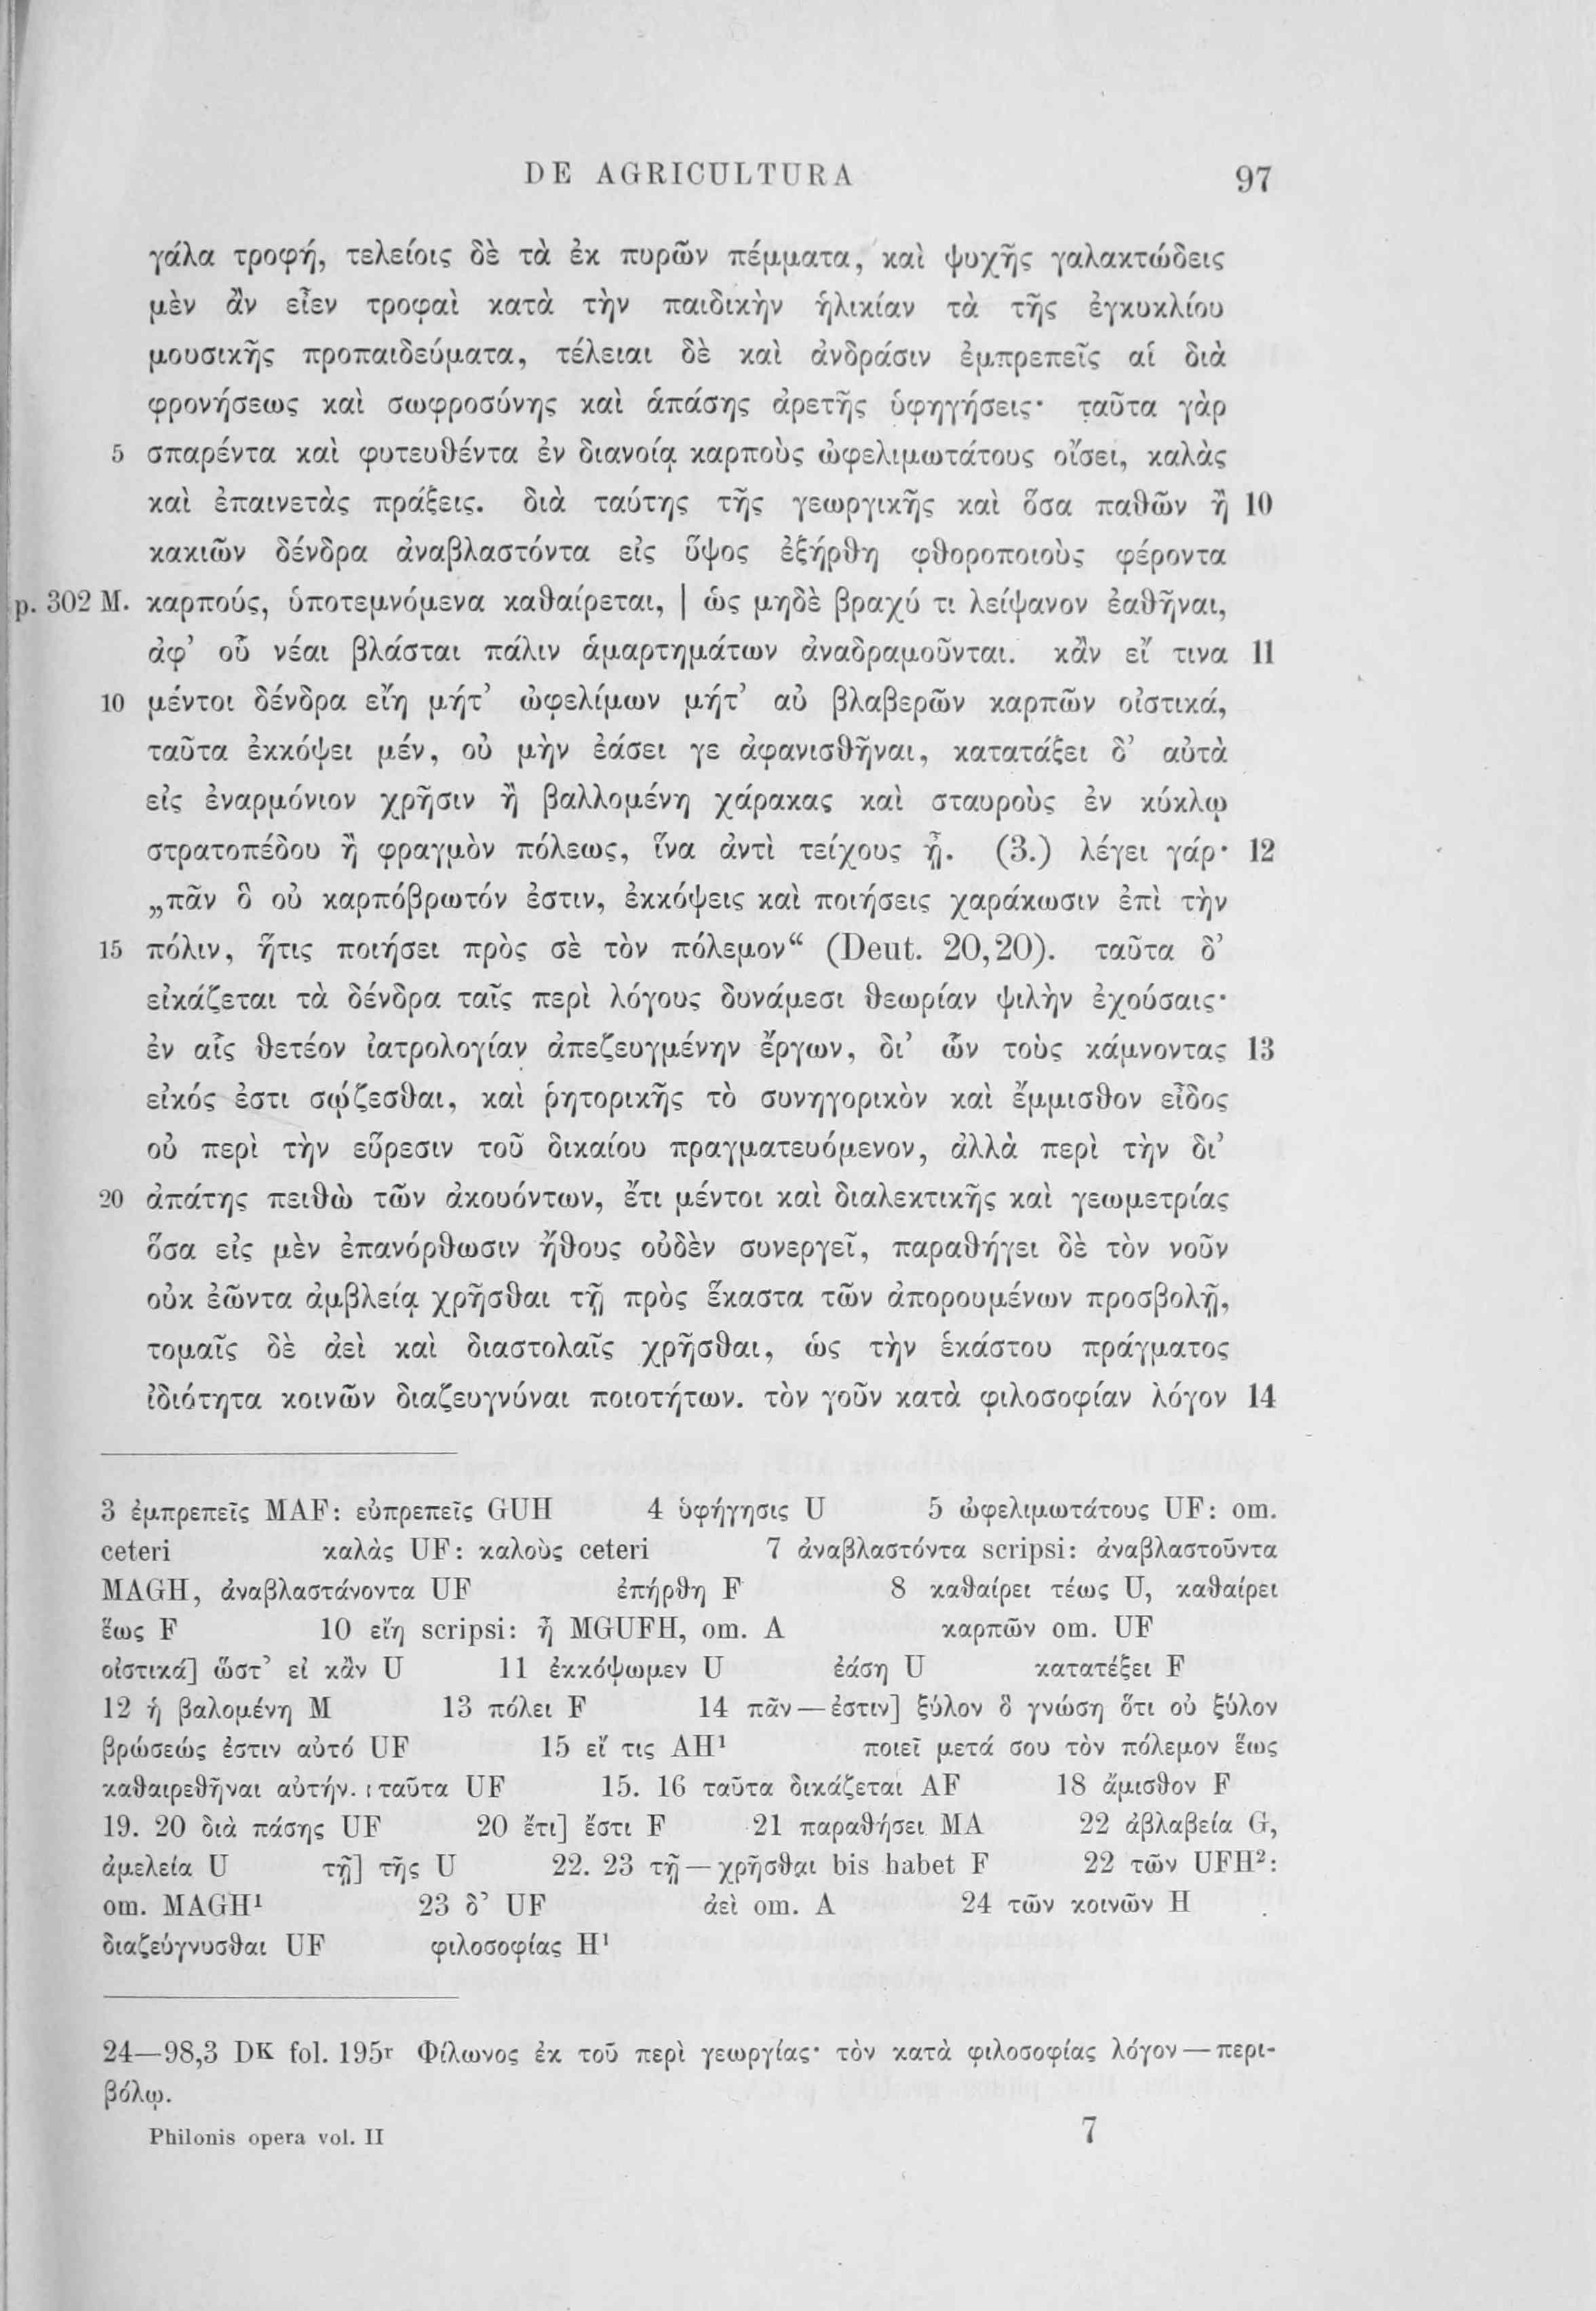 DE AGRICULTURA 97
γάλα τροφή, τελείοις δὲ τὰ ἐκ πυρῶν πέμματα, καὶ ψυχῆς γαλακτώδεις
μὲν ἂν εἶεν τροφαὶ κατὰ τὴν παιδικὴν ἡλικίαν τὰ τῆς ἐγκυκλίου
μουσικῆς προπαιδεύματα, τέλειαι δὲ καὶ ἀνδράσιν ἐμπρεπεῖς αἱ διὰ
φρονήσεως καὶ σωφροσύνης καὶ ἁπάσης ἀρετῆς ὑφηγήσεις· ταῦτα γὰρ
5 σπαρέντα καὶ φυτευθέντα ἐν διανοίᾳ καρποὺς ὠφελιμωτάτους οἴσει, καλὰς
καὶ ἐπαινετὰς πράξεις. διὰ ταύτης τῆς γεωργικῆς καὶ ὅσα παθῶν ἢ 10
κακιῶν δένδρα ἀναβλαστόντα εἰς ὕψος ἐξήρθη φθοροποιοὺς φέροντα
p. 302 M. καρπούς, ὑποτεμνόμενα καθαίρεται, | ὡς μηδὲ βραχύ τι λείψανον ἐαθῆναι,
ἀφ’ οὗ νέαι βλάσται πάλιν ἁμαρτημάτων ἀναδραμοῦνται. κἂν εἴ τινα 11
10 μέντοι δένδρα εἴη μήτ’ ὠφελίμων μήτ’ αὖ βλαβερῶν καρπῶν οἰστικά,
ταῦτα ἐκκόψει μέν, οὐ μὴν ἐάσει γε ἀφανισθῆναι, κατατάξει δ’ αὐτὰ
εἰς ἐναρμόνιον χρῆσιν ἢ βαλλομένη χάρακας καὶ σταυροὺς ἐν κύκλῳ
στρατοπέδου ἢ φραγμὸν πόλεως, ἵνα ἀντὶ τείχους ᾖ. (3.) λέγει γάρ· 12
„πᾶν ὃ οὐ καρπόβρωτόν ἐστιν, ἐκκόψεις καὶ ποιήσεις χαράκωσιν ἐπὶ τὴν
15 πόλιν, ἥτις ποιήσει πρὸς σὲ τὸν πόλεμον“ (Deut. 20,20). ταῦτα δ’
εἰκάζεται τὰ δένδρα ταῖς περὶ λόγους δυνάμεσι θεωρίαν ψιλὴν ἐχούσαις·
ἐν αἷς θετέον ἰατρολογίαν ἀπεζευγμένην ἔργων, δι’ ὧν τοὺς κάμνοντας 13
εἰκός ἐστι σῴζεσθαι, καὶ ῥητορικῆς τὸ συνηγορικὸν καὶ ἔμμισθον εἶδος
οὐ περὶ τὴν εὕρεσιν τοῦ δικαίου πραγματευόμενον, ἀλλὰ περὶ τὴν δι’
20 ἀπάτης πειθὼ τῶν ἀκουόντων, ἔτι μέντοι καὶ διαλεκτικῆς καὶ γεωμετρίας
ὅσα εἰς μὲν ἐπανόρθωσιν ἤθους οὐδὲν συνεργεῖ, παραθήγει δὲ τὸν νοῦν
οὐκ ἐῶντα ἀμβλείᾳ χρῆσθαι τῇ πρὸς ἕκαστα τῶν ἀπορουμένων προσβολῇ,
τομαῖς δὲ ἀεὶ καὶ διαστολαῖς χρῆσθαι, ὡς τὴν ἑκάστου πράγματος
ἰδιότητα κοινῶν διαζευγνύναι ποιοτήτων. τὸν γοῦν κατὰ φιλοσοφίαν λόγον 14
3 ἐμπρεπεῖς MAF: εὐπρεπεῖς GUH 4 ὑφήγησις U 5 ὠφελιμωτάτους UF: om.
ceteri καλὰς UF: καλοὺς ceteri 7 ἀναβλαστόντα scripsi: ἀναβλαστοῦντα
MAGH, ἀναβλαστάνοντα UF ἐπήρθη F 8 καθαίρει τέως U, καθαίρει
ἕως F 10 εἴη scripsi: ἢ MGUFH, om. A καρπῶν om. UF
οἰστικά] ὥστ’ εἰ κἂν U 11 ἐκκόψωμεν U ἐάσῃ U κατατέξει F
12 ἡ βαλομένη M 13 πόλει F 14 πᾶν—ἐστιν] ξύλον ὃ γνώσῃ ὅτι οὐ ξύλον
βρώσεώς ἐστιν αὐτό UF 15 εἴ τις AH¹ ποιεῖ μετά σου τὸν πόλεμον ἕως
καθαιρεθῆναι αὐτήν. ταῦτα UF 15. 16 ταῦτα δικάζεται AF 18 ἄμισθον F
19. 20 διὰ πάσης UF 20 ἔτι] ἔστι F 21 παραθήσει MA 22 ἀβλαβεία G,
ἀμελεία U τῇ] τῆς U 22. 23 τῇ—χρῆσθαι bis habet F 22 τῶν UFH²:
om. MAGH¹ 23 δ’ UF ἀεὶ om. A 24 τῶν κοινῶν H
διαζεύγνυσθαι UF φιλοσοφίας H¹
24—98,3 DK fol. 195r Φίλωνος ἐκ τοῦ περὶ γεωργίας· τὸν κατὰ φιλοσοφίας λόγον—περι-
βόλῳ.
Philonis opera vol. II 7